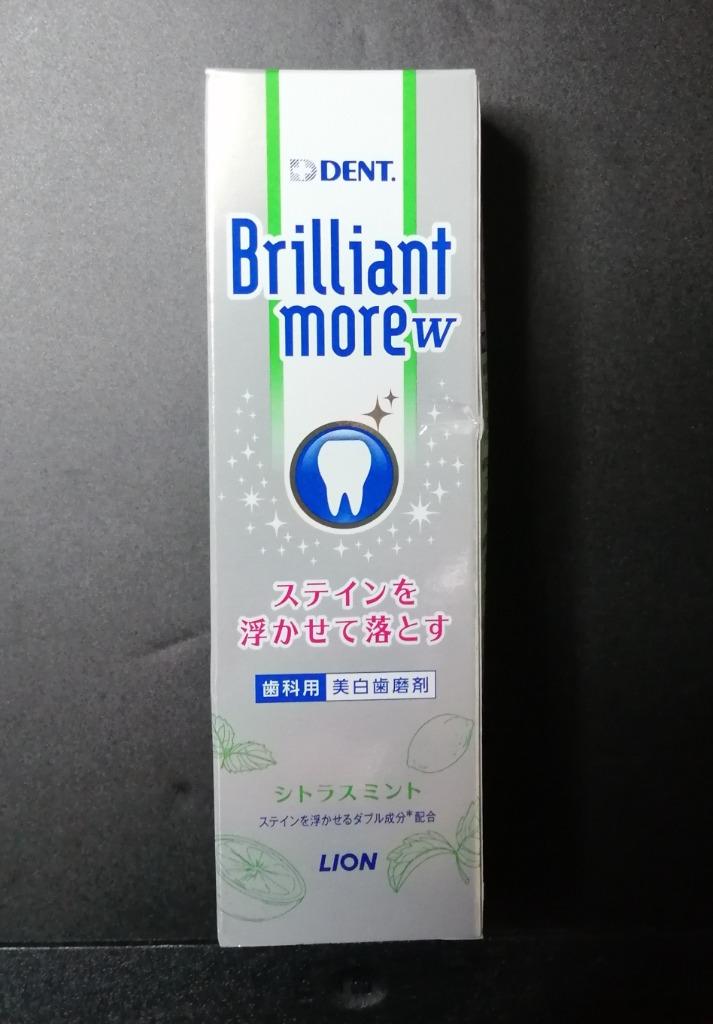 DENT.
Brilliant
more W
ステインを
浮かせて落とす
歯科用 美白歯磨剤
シトラスミント
ステインを浮かせるダブル成分*配合
LION